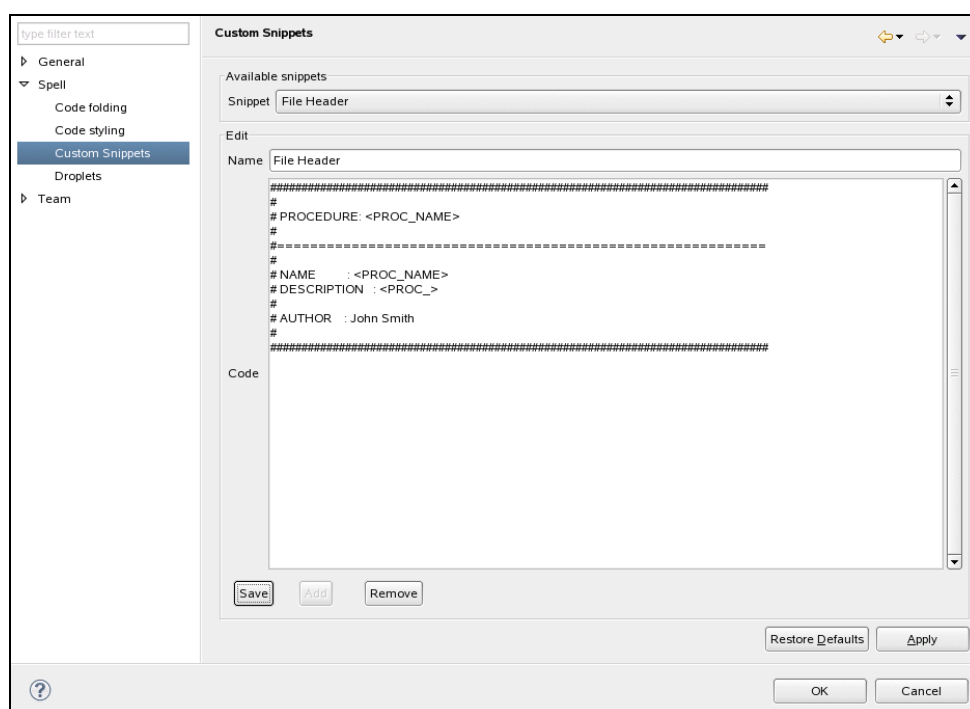 type filter text
General
Spell
Code folding
Code styling
Custom Snippets
Droplets
Team
Custom Snippets
Available snippets
Snippet File Header
Edit
Name File Header
Code
################################################################################
#
# PROCEDURE: <PROC_NAME>
#
#===========================================================
#
# NAME : <PROC_NAME>
# DESCRIPTION : <PROC_>
#
# AUTHOR : John Smith
#
################################################################################
Save Add Remove
Restore Defaults Apply
? OK Cancel